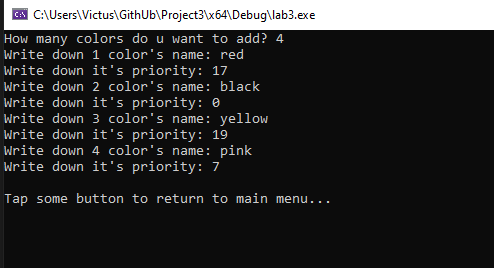 C:\Users\Victus\GitHUb\Project3\x64\Debug\lab3.exe
How many colors do u want to add? 4
Write down 1 color's name: red
Write down it's priority: 17
Write down 2 color's name: black
Write down it's priority: 0
Write down 3 color's name: yellow
Write down it's priority: 19
Write down 4 color's name: pink
Write down it's priority: 7
Tap some button to return to main menu...